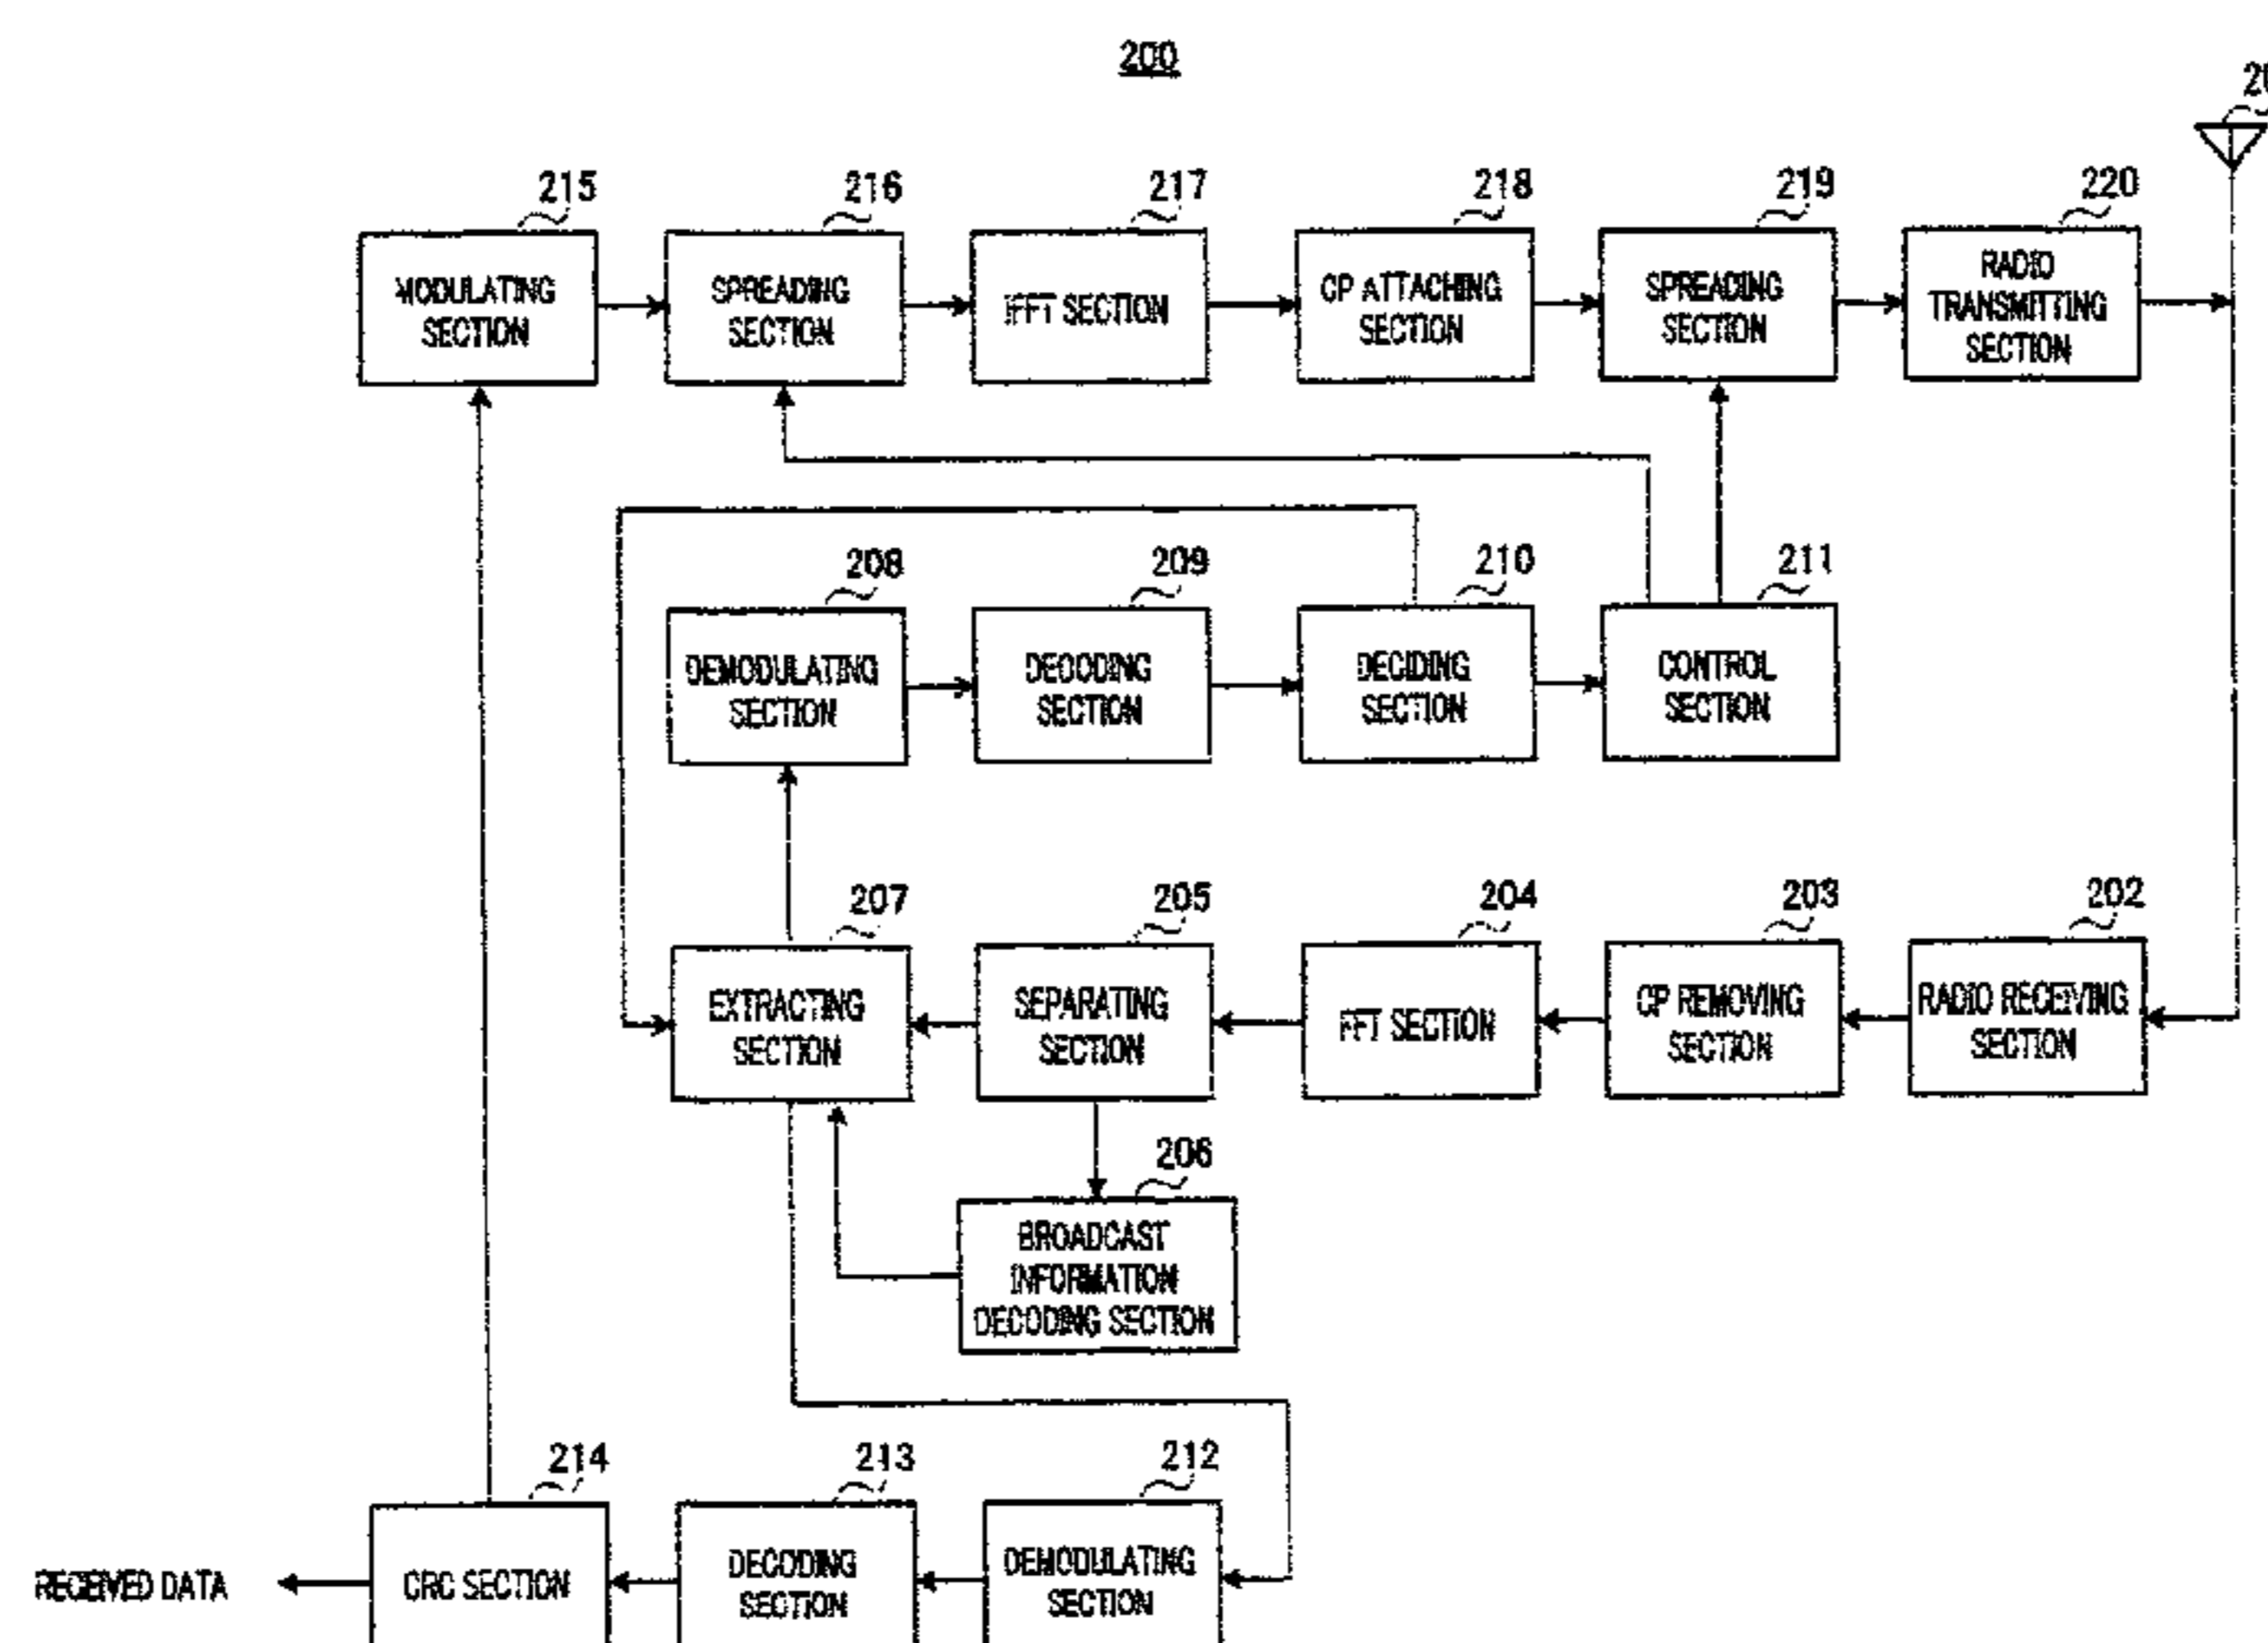 200
20
215
216
217
218
219
220
MODULATING
SECTION
SPREADING
SECTION
IFFT SECTION
CP ATTACHING
SECTION
SPREADING
SECTION
RADIO
TRANSMITTING
SECTION
208
209
210
211
DEMODULATING
SECTION
DECODING
SECTION
DECIDING
SECTION
CONTROL
SECTION
207
205
204
203
202
EXTRACTING
SECTION
SEPARATING
SECTION
FFT SECTION
CP REMOVING
SECTION
RADIO RECEIVING
SECTION
206
BROADCAST
INFORMATION
DECODING SECTION
214
213
212
RECEIVED DATA
CRC SECTION
DECODING
SECTION
DEMODULATING
SECTION